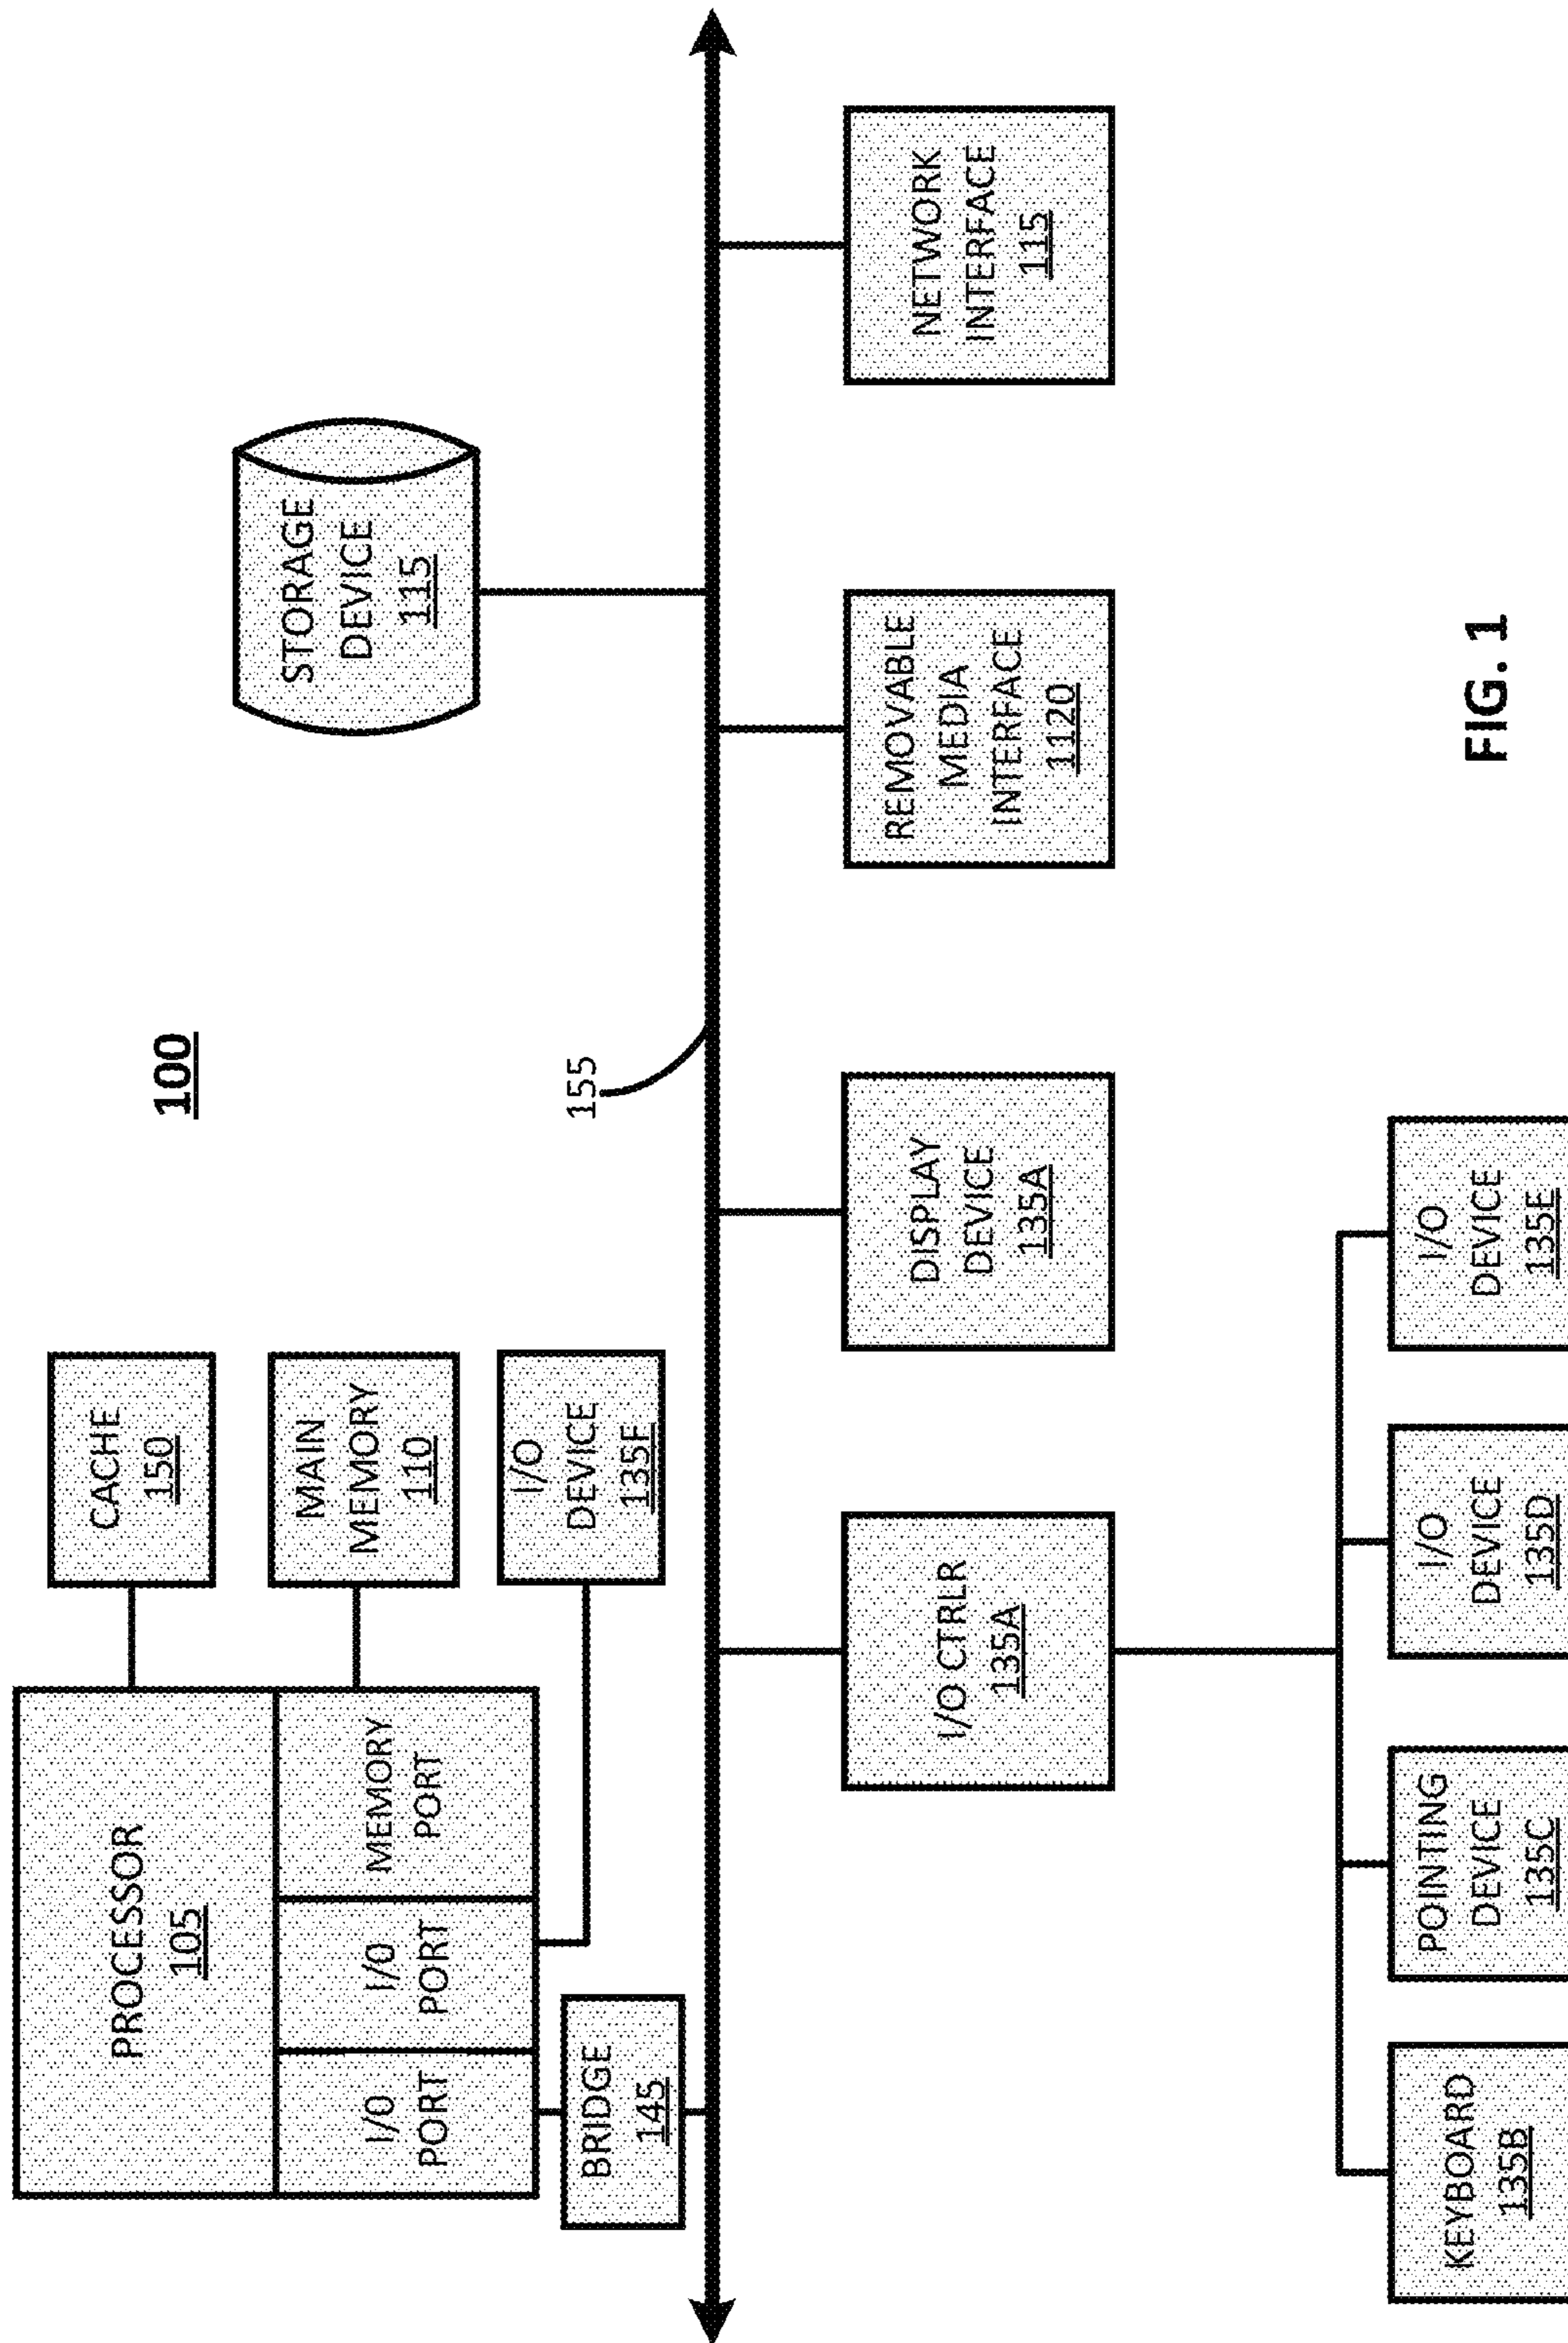 100
PROCESSOR
105
I/0
PORT
I/0
PORT
MEMORY
PORT
CACHE
150
MAIN
MEMORY
110
I/O
DEVICE
135F
BRIDGE
145
STORAGE
DEVICE
115
155
I/O CTRLR
135A
DISPLAY
DEVICE
135A
REMOVABLE
MEDIA
INTERFACE
1120
NETWORK
INTERFACE
115
KEYBOARD
135B
POINTING
DEVICE
135C
I/O
DEVICE
135D
I/O
DEVICE
135E
FIG. 1